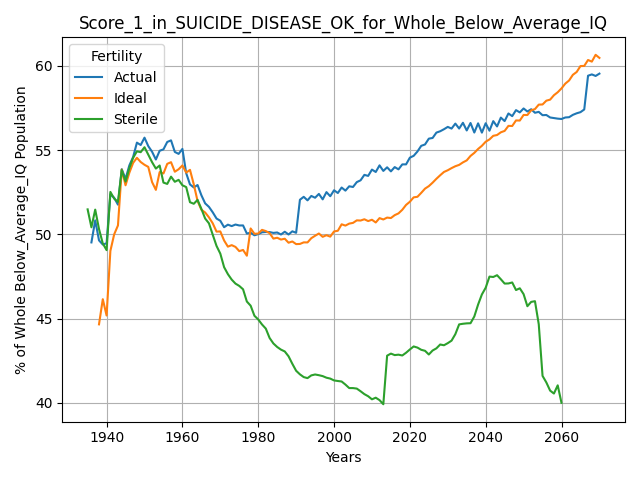 Score_1_in_SUICIDE_DISEASE_OK_for_Whole_Below_Average_IQ
Fertility
Actual
Ideal
Sterile
% of Whole Below_Average_IQ Population
60
55
50
45
40
1940 1960 1980 2000 2020 2040 2060
Years